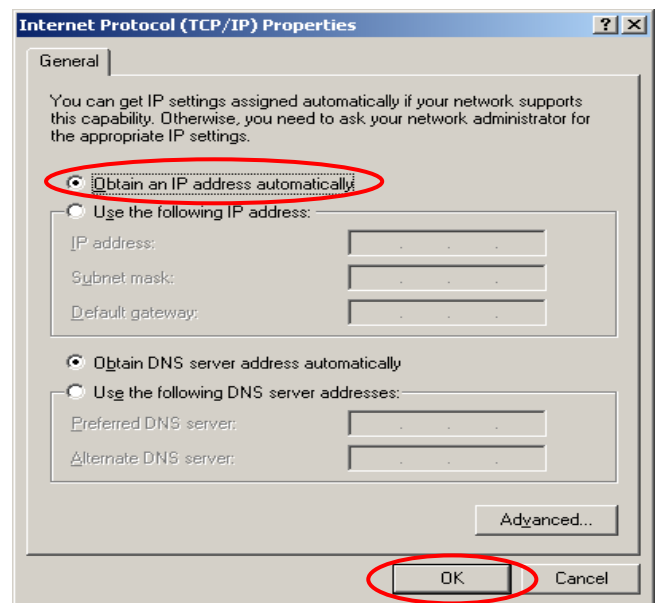 Internet Protocol (TCP/IP) Properties
General
You can get IP settings assigned automatically if your network supports
this capability. Otherwise, you need to ask your network administrator for
the appropriate IP settings.
Obtain an IP address automatically
Use the following IP address:
IP address:
Subnet mask:
Default gateway:
Obtain DNS server address automatically
Use the following DNS server addresses:
Preferred DNS server:
Alternate DNS server:
Advanced...
OK Cancel